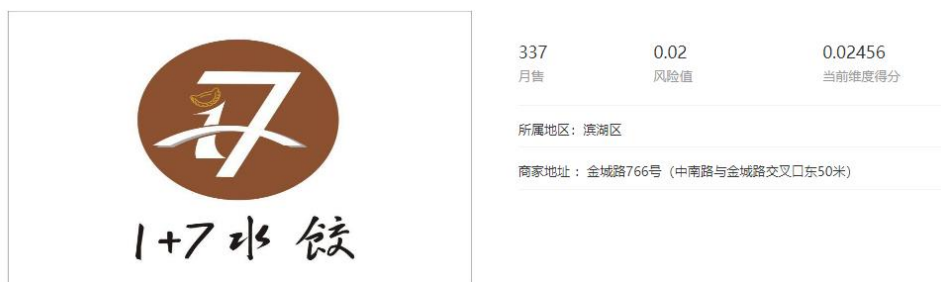 17
1+7水饺
337
0.02
0.02456
月售
风险值
当前维度得分
所属地区：滨湖区
商家地址：金城路766号（中南路与金城路交叉口东50米）